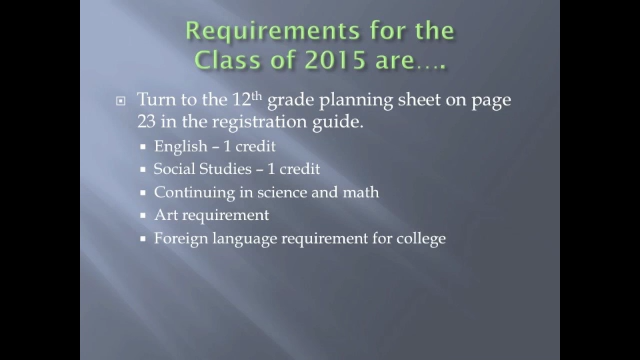 Requirements for the
Class of 2015 are….
Turn to the 12th grade planning sheet on page
23 in the registration guide.
English – 1 credit
Social Studies – 1 credit
Continuing in science and math
Art requirement
Foreign language requirement for college